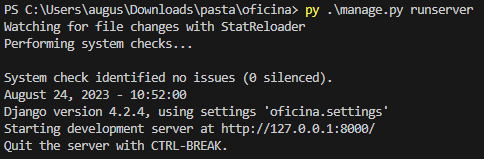 PS C:\Users\augus\Downloads\pasta\oficina> py .\manage.py runserver
Watching for file changes with StatReloader
Performing system checks...

System check identified no issues (0 silenced).
August 24, 2023 - 10:52:00
Django version 4.2.4, using settings 'oficina.settings'
Starting development server at http://127.0.0.1:8000/
Quit the server with CTRL-BREAK.